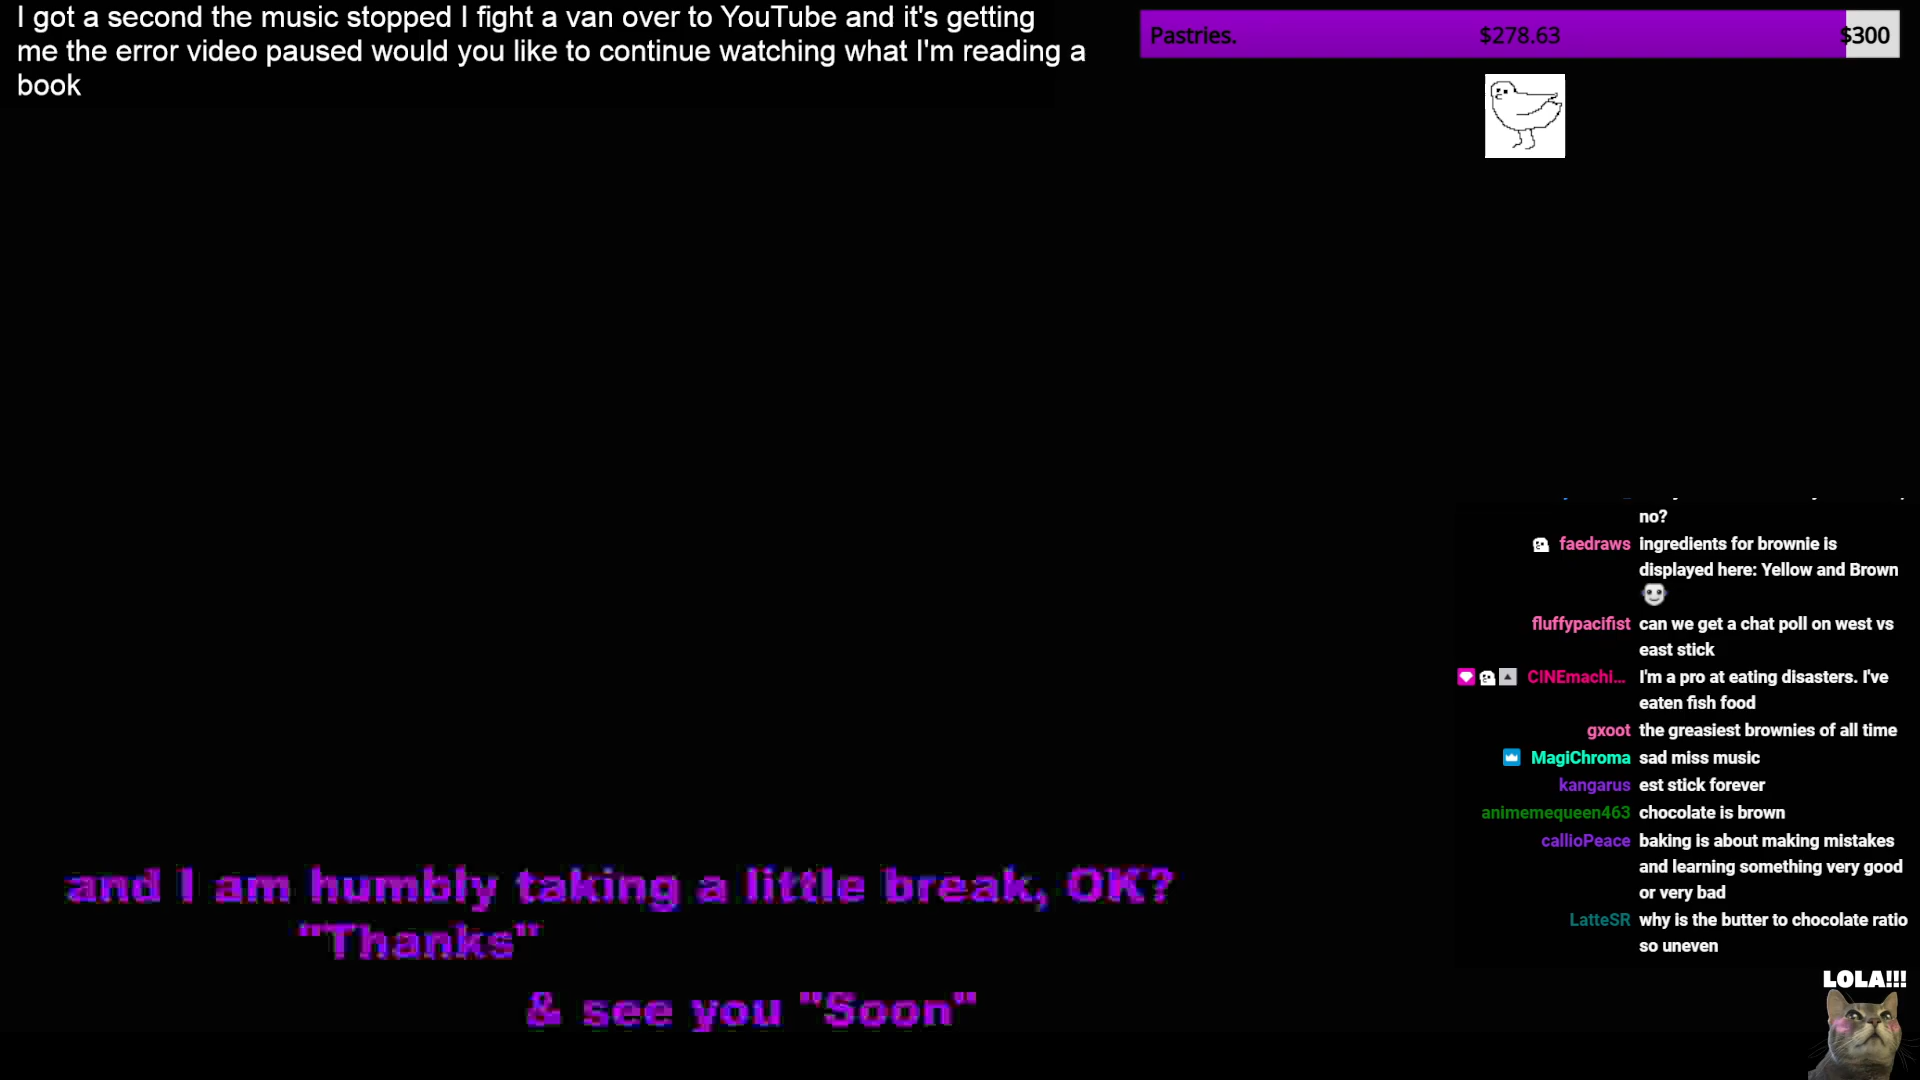 I got a second the music stopped I fight a van over to YouTube and it's getting
me the error video paused would you like to continue watching what I'm reading a
book
Pastries. $278.63 $300
no?
faedraws ingredients for brownie is
displayed here: Yellow and Brown
fluffypacifist can we get a chat poll on west vs
east stick
CINEmachi... I'm a pro at eating disasters. I've
eaten fish food
gxoot the greasiest brownies of all time
MagiChroma sad miss music
kangarus est stick forever
animemequeen463 chocolate is brown
callioPeace baking is about making mistakes
and learning something very good
or very bad
LatteSR why is the butter to chocolate ratio
so uneven
and I am humbly taking a little break, OK?
"Thanks"
& see you "Soon"
LOLA!!!